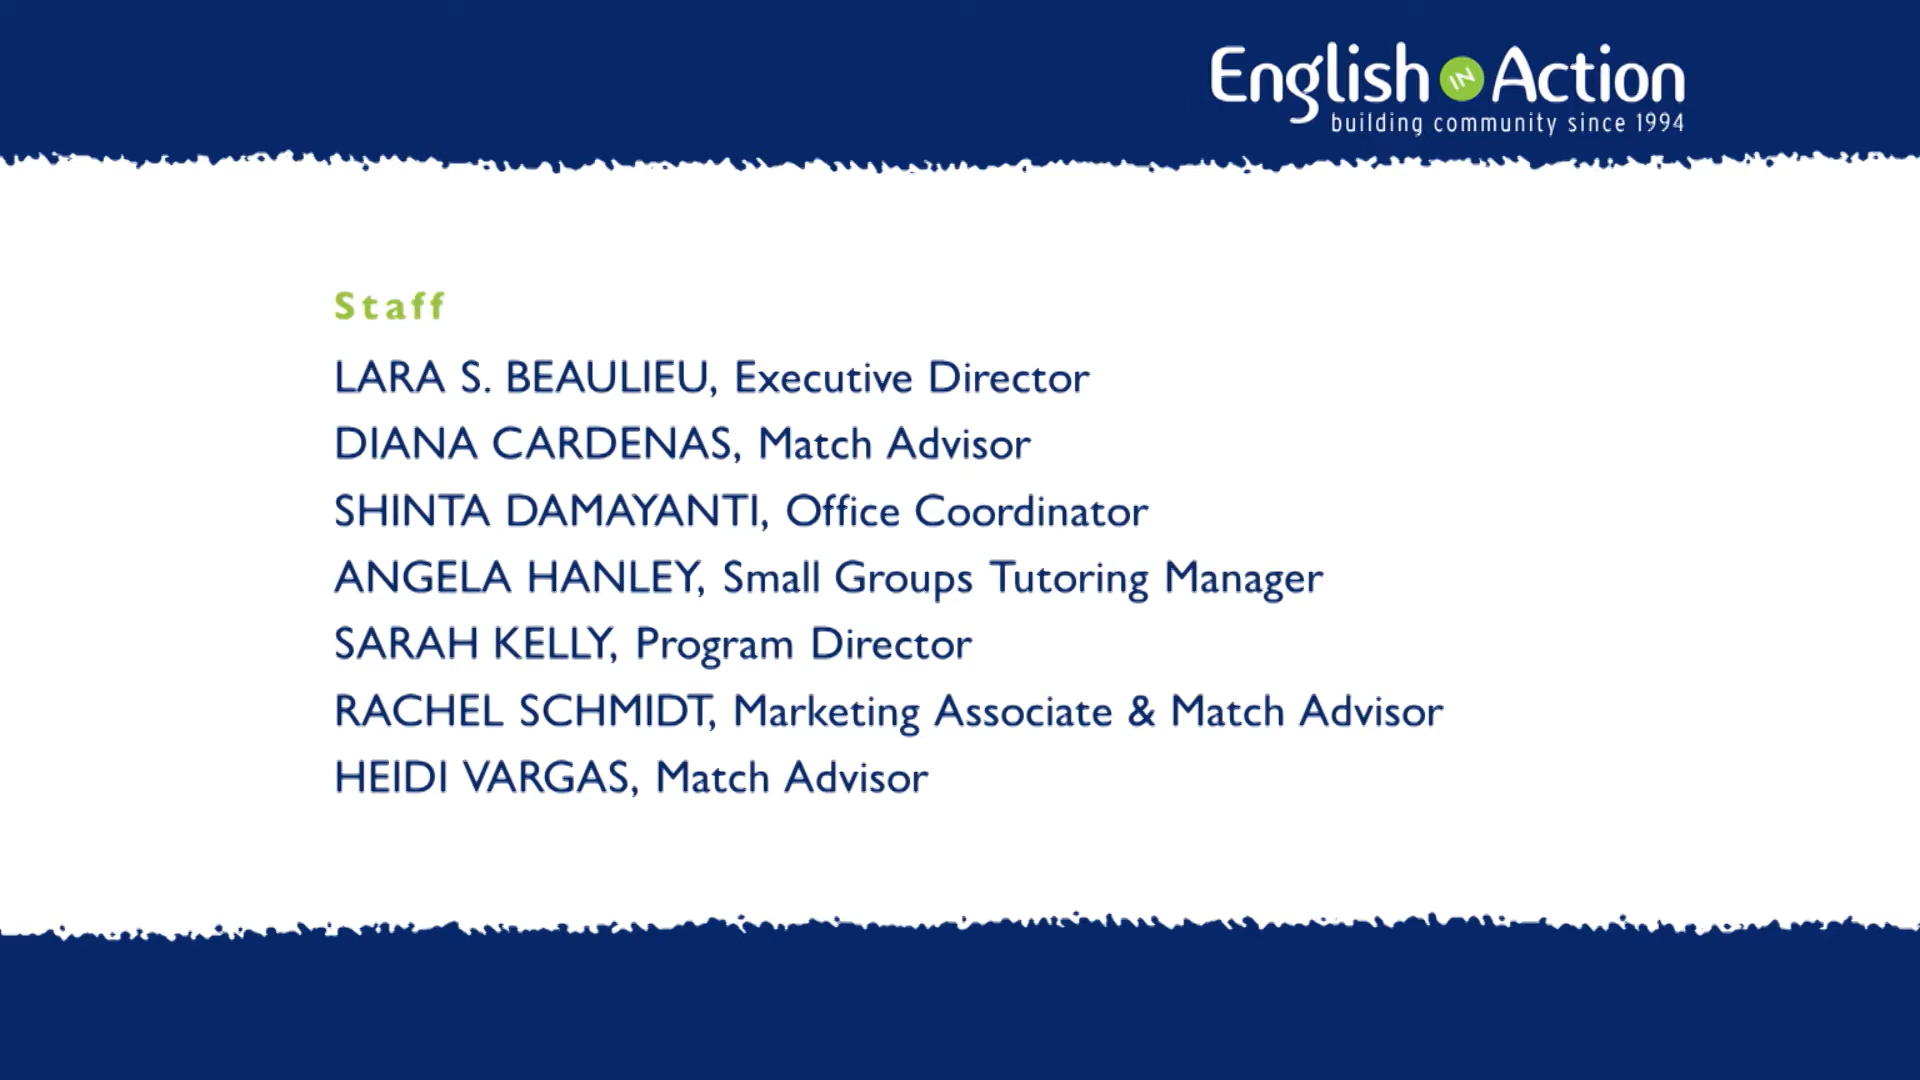 English IN Action
building community since 1994
Staff
LARA S. BEAULIEU, Executive Director
DIANA CARDENAS, Match Advisor
SHINTA DAMAYANTI, Office Coordinator
ANGELA HANLEY, Small Groups Tutoring Manager
SARAH KELLY, Program Director
RACHEL SCHMIDT, Marketing Associate & Match Advisor
HEIDI VARGAS, Match Advisor